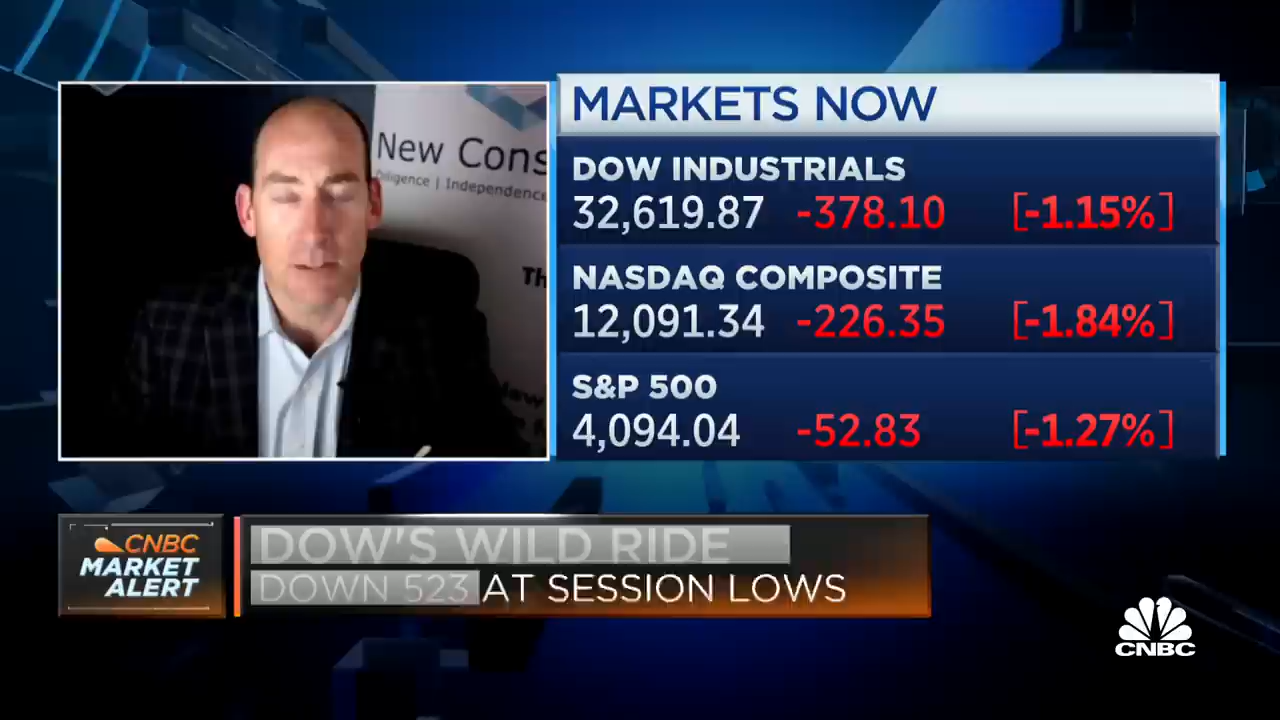 New Cons
Diligence | Independence
Th
MARKETS NOW
DOW INDUSTRIALS
32,619.87 -378.10 [-1.15%]
NASDAQ COMPOSITE
12,091.34 -226.35 [-1.84%]
S&P 500
4,094.04 -52.83 [-1.27%]
CNBC
MARKET
ALERT
DOW'S WILD RIDE
DOWN 523 AT SESSION LOWS
CNBC